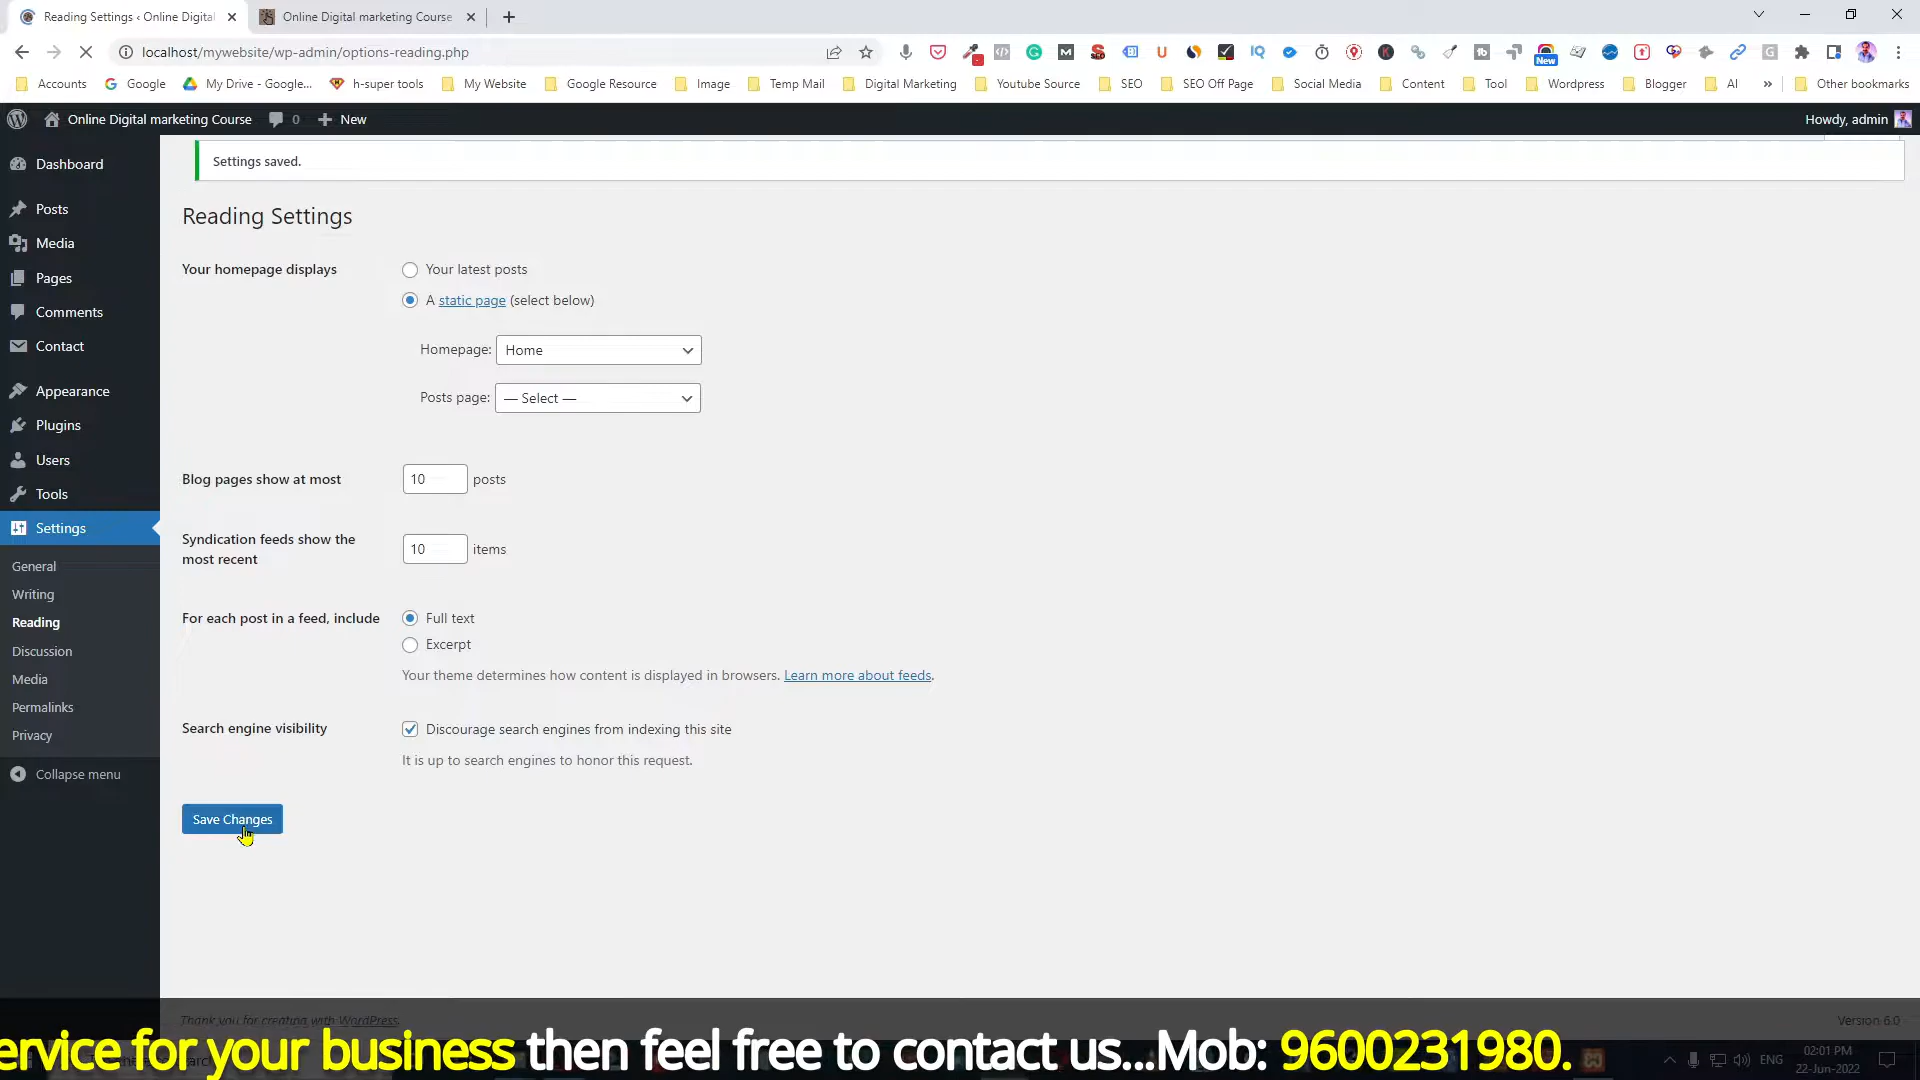 Reading Settings ‹ Online Digital
Online Digital marketing Course
localhost/mywebsite/wp-admin/options-reading.php
New
Accounts
Google
My Drive - Google...
h-super tools
My Website
Google Resource
Image
Temp Mail
Digital Marketing
Youtube Source
SEO
SEO Off Page
Social Media
Content
Tool
Wordpress
Blogger
AI
»
Other bookmarks
Online Digital marketing Course
0
New
Howdy, admin
Dashboard
Posts
Media
Pages
Comments
Contact
Appearance
Plugins
Users
Tools
Settings
General
Writing
Reading
Discussion
Media
Permalinks
Privacy
Collapse menu
Settings saved.
Reading Settings
Your homepage displays
Your latest posts
A static page (select below)
Homepage: Home
Posts page: — Select —
Blog pages show at most 10 posts
Syndication feeds show the
most recent
10 items
For each post in a feed, include
Full text
Excerpt
Your theme determines how content is displayed in browsers. Learn more about feeds.
Search engine visibility
Discourage search engines from indexing this site
It is up to search engines to honor this request.
Save Changes
Thank you for creating with WordPress.
Version 6.0
ervice for your business then feel free to contact us...Mob: 9600231980.
ENG
02:01 PM
22-Jun-2022